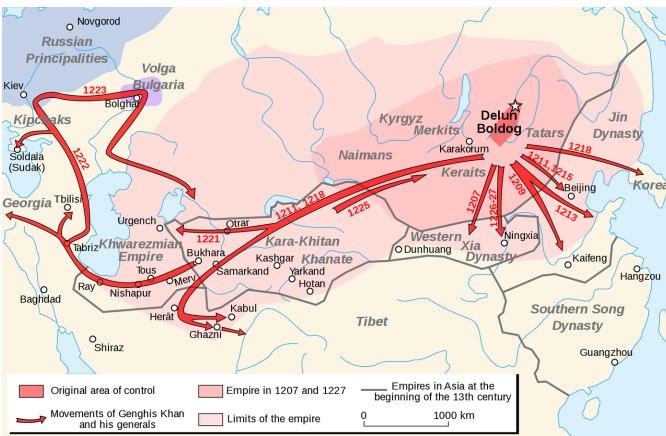 Novgorod
Russian
Principalities
Volga
Bulgaria
Kiev
1223
Bolghar
Kipchaks
Soldaïa
(Sudak)
1222
Georgia
Tbilisi
Tabriz
Urgench
Otrar
1221
Khwarezmian
Empire
Tous
Ray
Nishapur
Merv
Bukhara
Samarkand
Baghdad
Shiraz
Herât
Kabul
Ghazni
Kara-Khitan
Khanate
Kashgar
Yarkand
Hotan
1211, 1218
1225
Naimans
Kyrgyz
Merkits
Karakorum
Keraits
Delun
Boldog
Tatars
Jin
Dynasty
1218
1211, 1215
Beijing
Korea
1209
1213
1207
1226-27
Western
Xia
Dynasty
Dunhuang
Ningxia
Kaifeng
Hangzou
Southern Song
Dynasty
Guangzhou
Tibet
Original area of control
Movements of Genghis Khan
and his generals
Empire in 1207 and 1227
Limits of the empire
Empires in Asia at the
beginning of the 13th century
0
1000 km